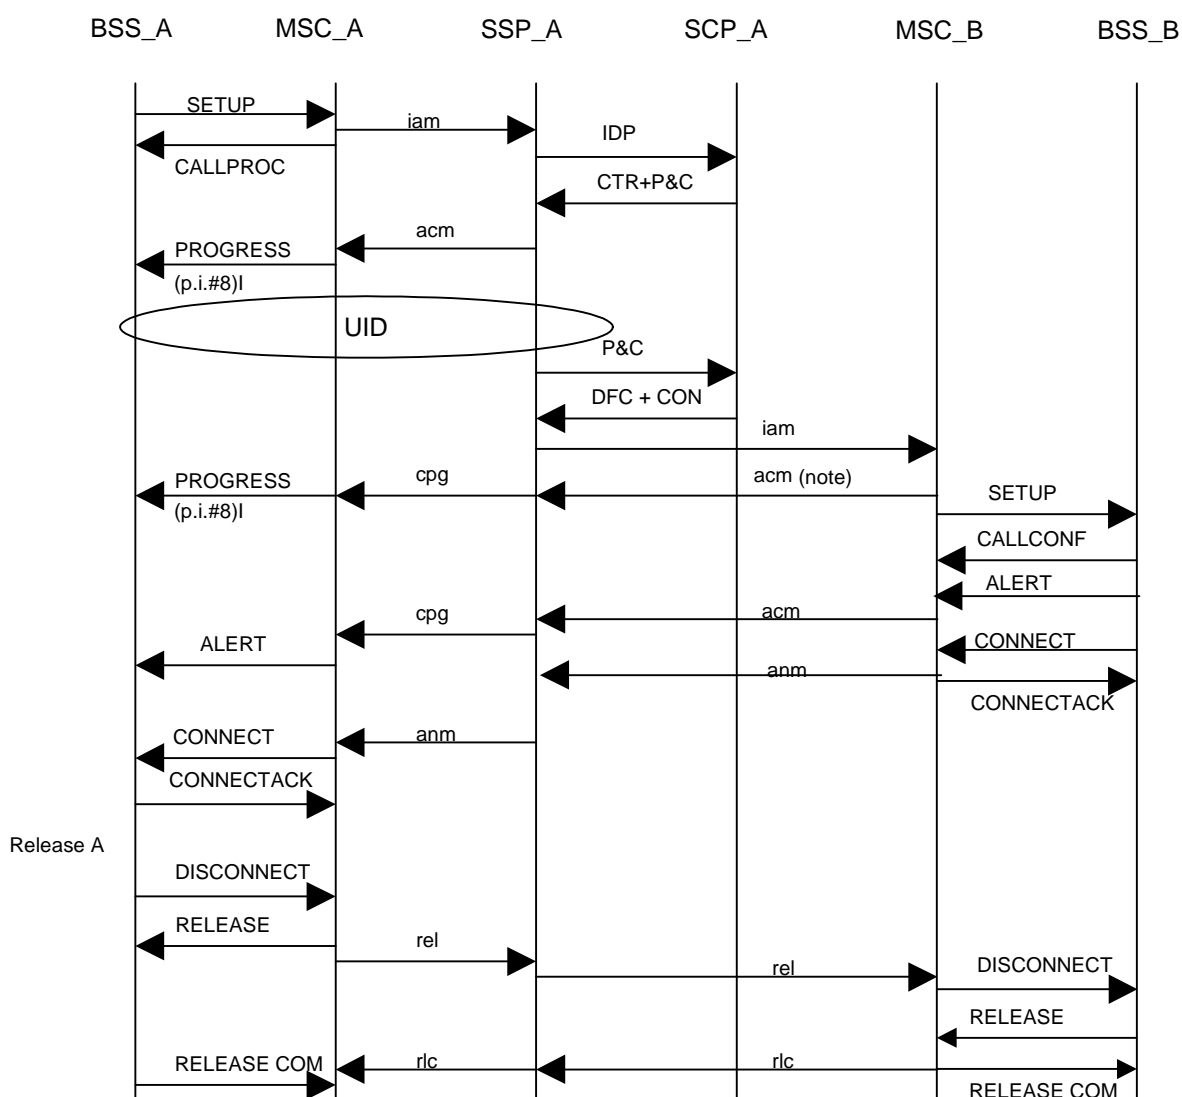 BSS_A MSC_A SSP_A SCP_A MSC_B BSS_B
SETUP
iam
IDP
CALLPROC
CTR+P&C
acm
PROGRESS
(p.i.#8)I
UID
P&C
DFC + CON
iam
PROGRESS cpg acm (note)
SETUP
(p.i.#8)I
CALLCONF
ALERT
cpg acm
ALERT CONNECT
anm
CONNECTACK
CONNECT anm
CONNECTACK
Release A
DISCONNECT
RELEASE
rel
rel DISCONNECT
RELEASE
RELEASE COM rlc rlc
RELEASE COM